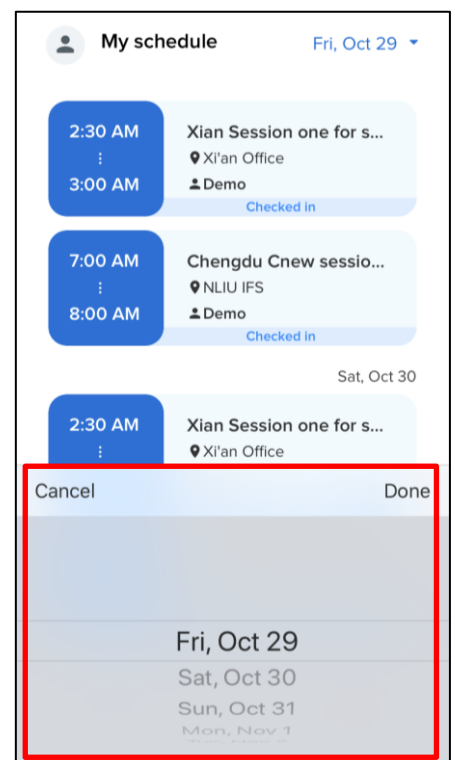 My schedule
Fri, Oct 29
2:30 AM
3:00 AM
Xian Session one for s...
Xi'an Office
Demo
Checked in
7:00 AM
8:00 AM
Chengdu Cnew sessio...
NLIU IFS
Demo
Checked in
Sat, Oct 30
2:30 AM
Xian Session one for s...
Xi'an Office
Cancel
Done
Fri, Oct 29
Sat, Oct 30
Sun, Oct 31
Mon, Nov 1